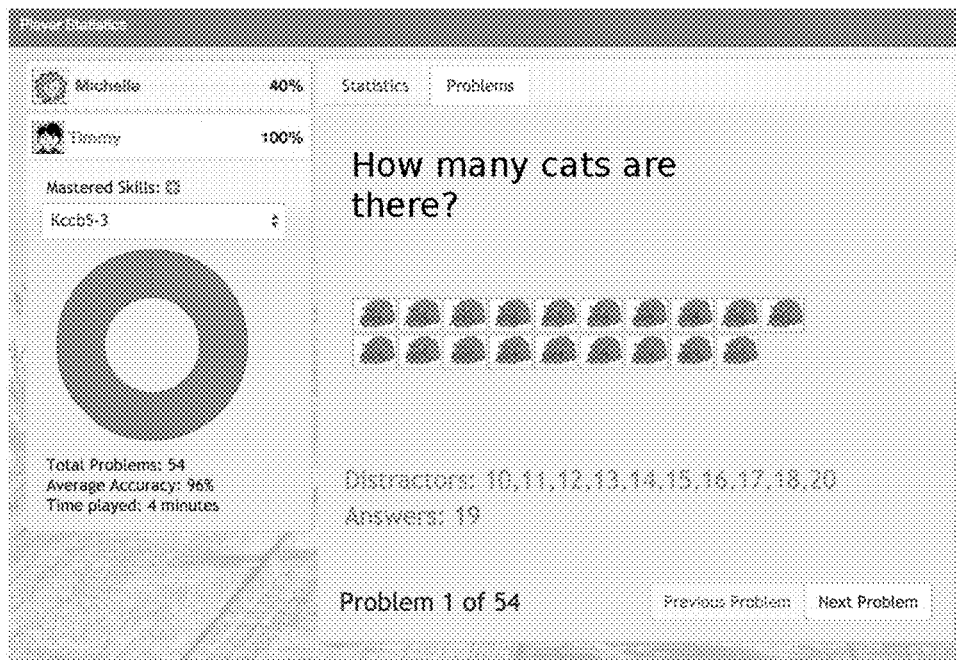 Player Statistics
Michelle 40%
Timmy 100%
Mastered Skills:
Kccb5-3
Total Problems: 54
Average Accuracy: 96%
Time played: 4 minutes
Statistics Problems
How many cats are
there?
Distractors: 10,11,12,13,14,15,16,17,18,20
Answers: 19
Problem 1 of 54
Previous Problem Next Problem